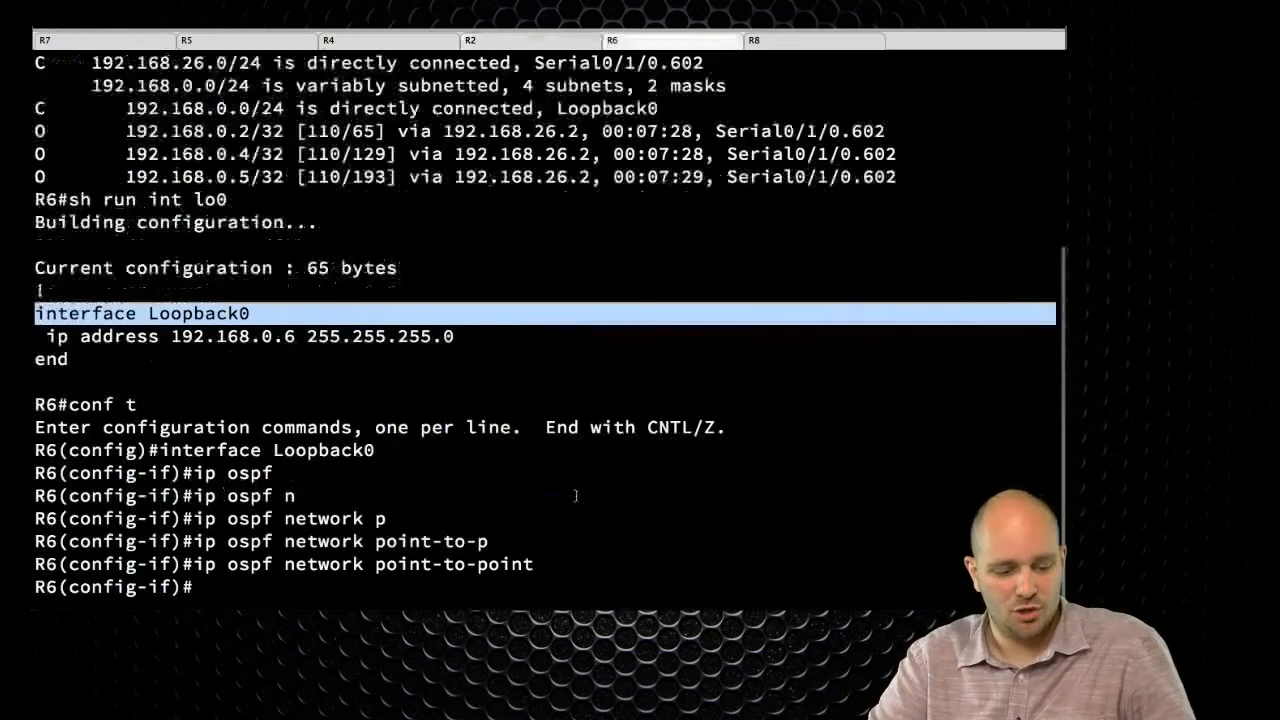 R7 R5 R4 R2 R6 R8
C 192.168.26.0/24 is directly connected, Serial0/1/0.602
192.168.0.0/24 is variably subnetted, 4 subnets, 2 masks
C 192.168.0.0/24 is directly connected, Loopback0
O 192.168.0.2/32 [110/65] via 192.168.26.2, 00:07:28, Serial0/1/0.602
O 192.168.0.4/32 [110/129] via 192.168.26.2, 00:07:28, Serial0/1/0.602
O 192.168.0.5/32 [110/193] via 192.168.26.2, 00:07:29, Serial0/1/0.602
R6#sh run int lo0
Building configuration...
Current configuration : 65 bytes
!
interface Loopback0
ip address 192.168.0.6 255.255.255.0
end
R6#conf t
Enter configuration commands, one per line. End with CNTL/Z.
R6(config)#interface Loopback0
R6(config-if)#ip ospf
R6(config-if)#ip ospf n
R6(config-if)#ip ospf network p
R6(config-if)#ip ospf network point-to-p
R6(config-if)#ip ospf network point-to-point
R6(config-if)#